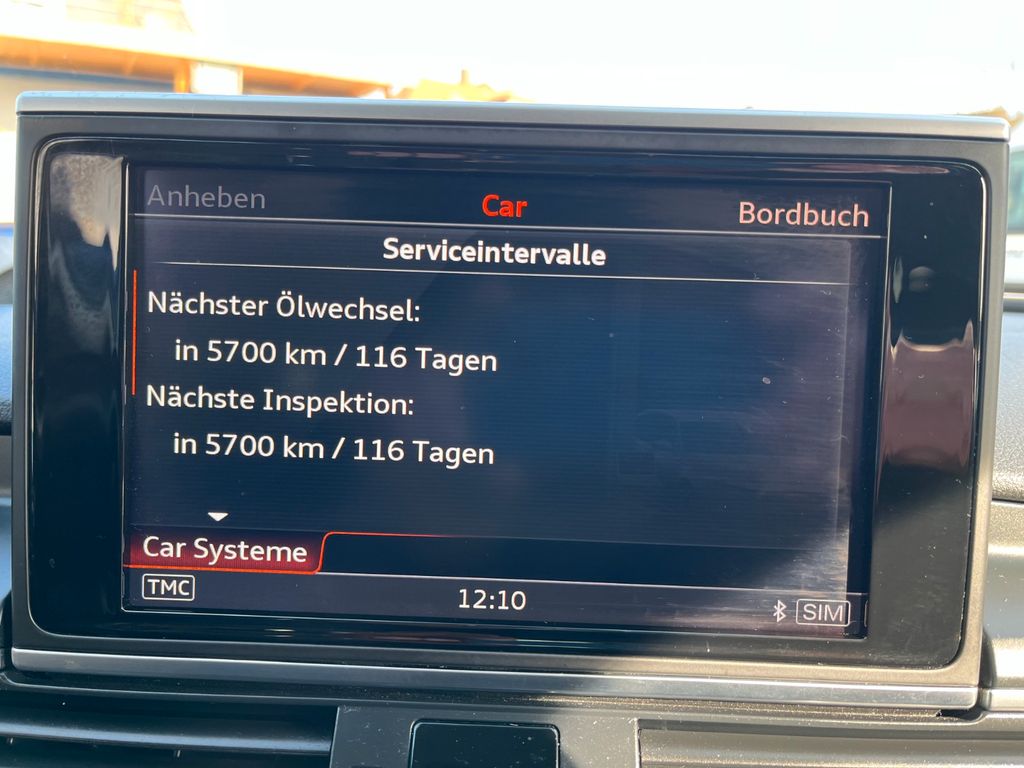 Anheben
Car
Bordbuch
Serviceintervalle
Nächster Ölwechsel:
in 5700 km / 116 Tagen
Nächste Inspektion:
in 5700 km / 116 Tagen
Car Systeme
TMC
12:10
SIM